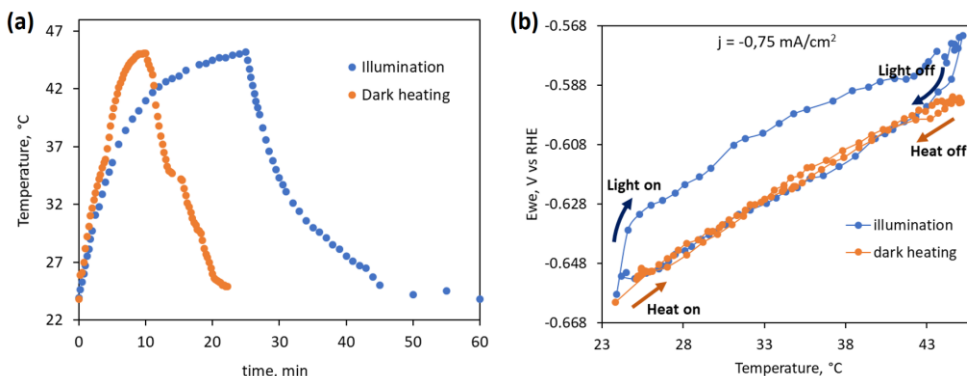 (a)
47
42
37
32
27
22
Temperature, °C
0
10
20
30
40
50
60
time, min
Illumination
Dark heating
(b)
-0.568
-0.588
-0.608
-0.628
-0.648
-0.668
Ewe, V vs RHE
j = -0,75 mA/cm²
Light off
Heat off
Light on
Heat on
illumination
dark heating
23
28
33
38
43
Temperature, °C